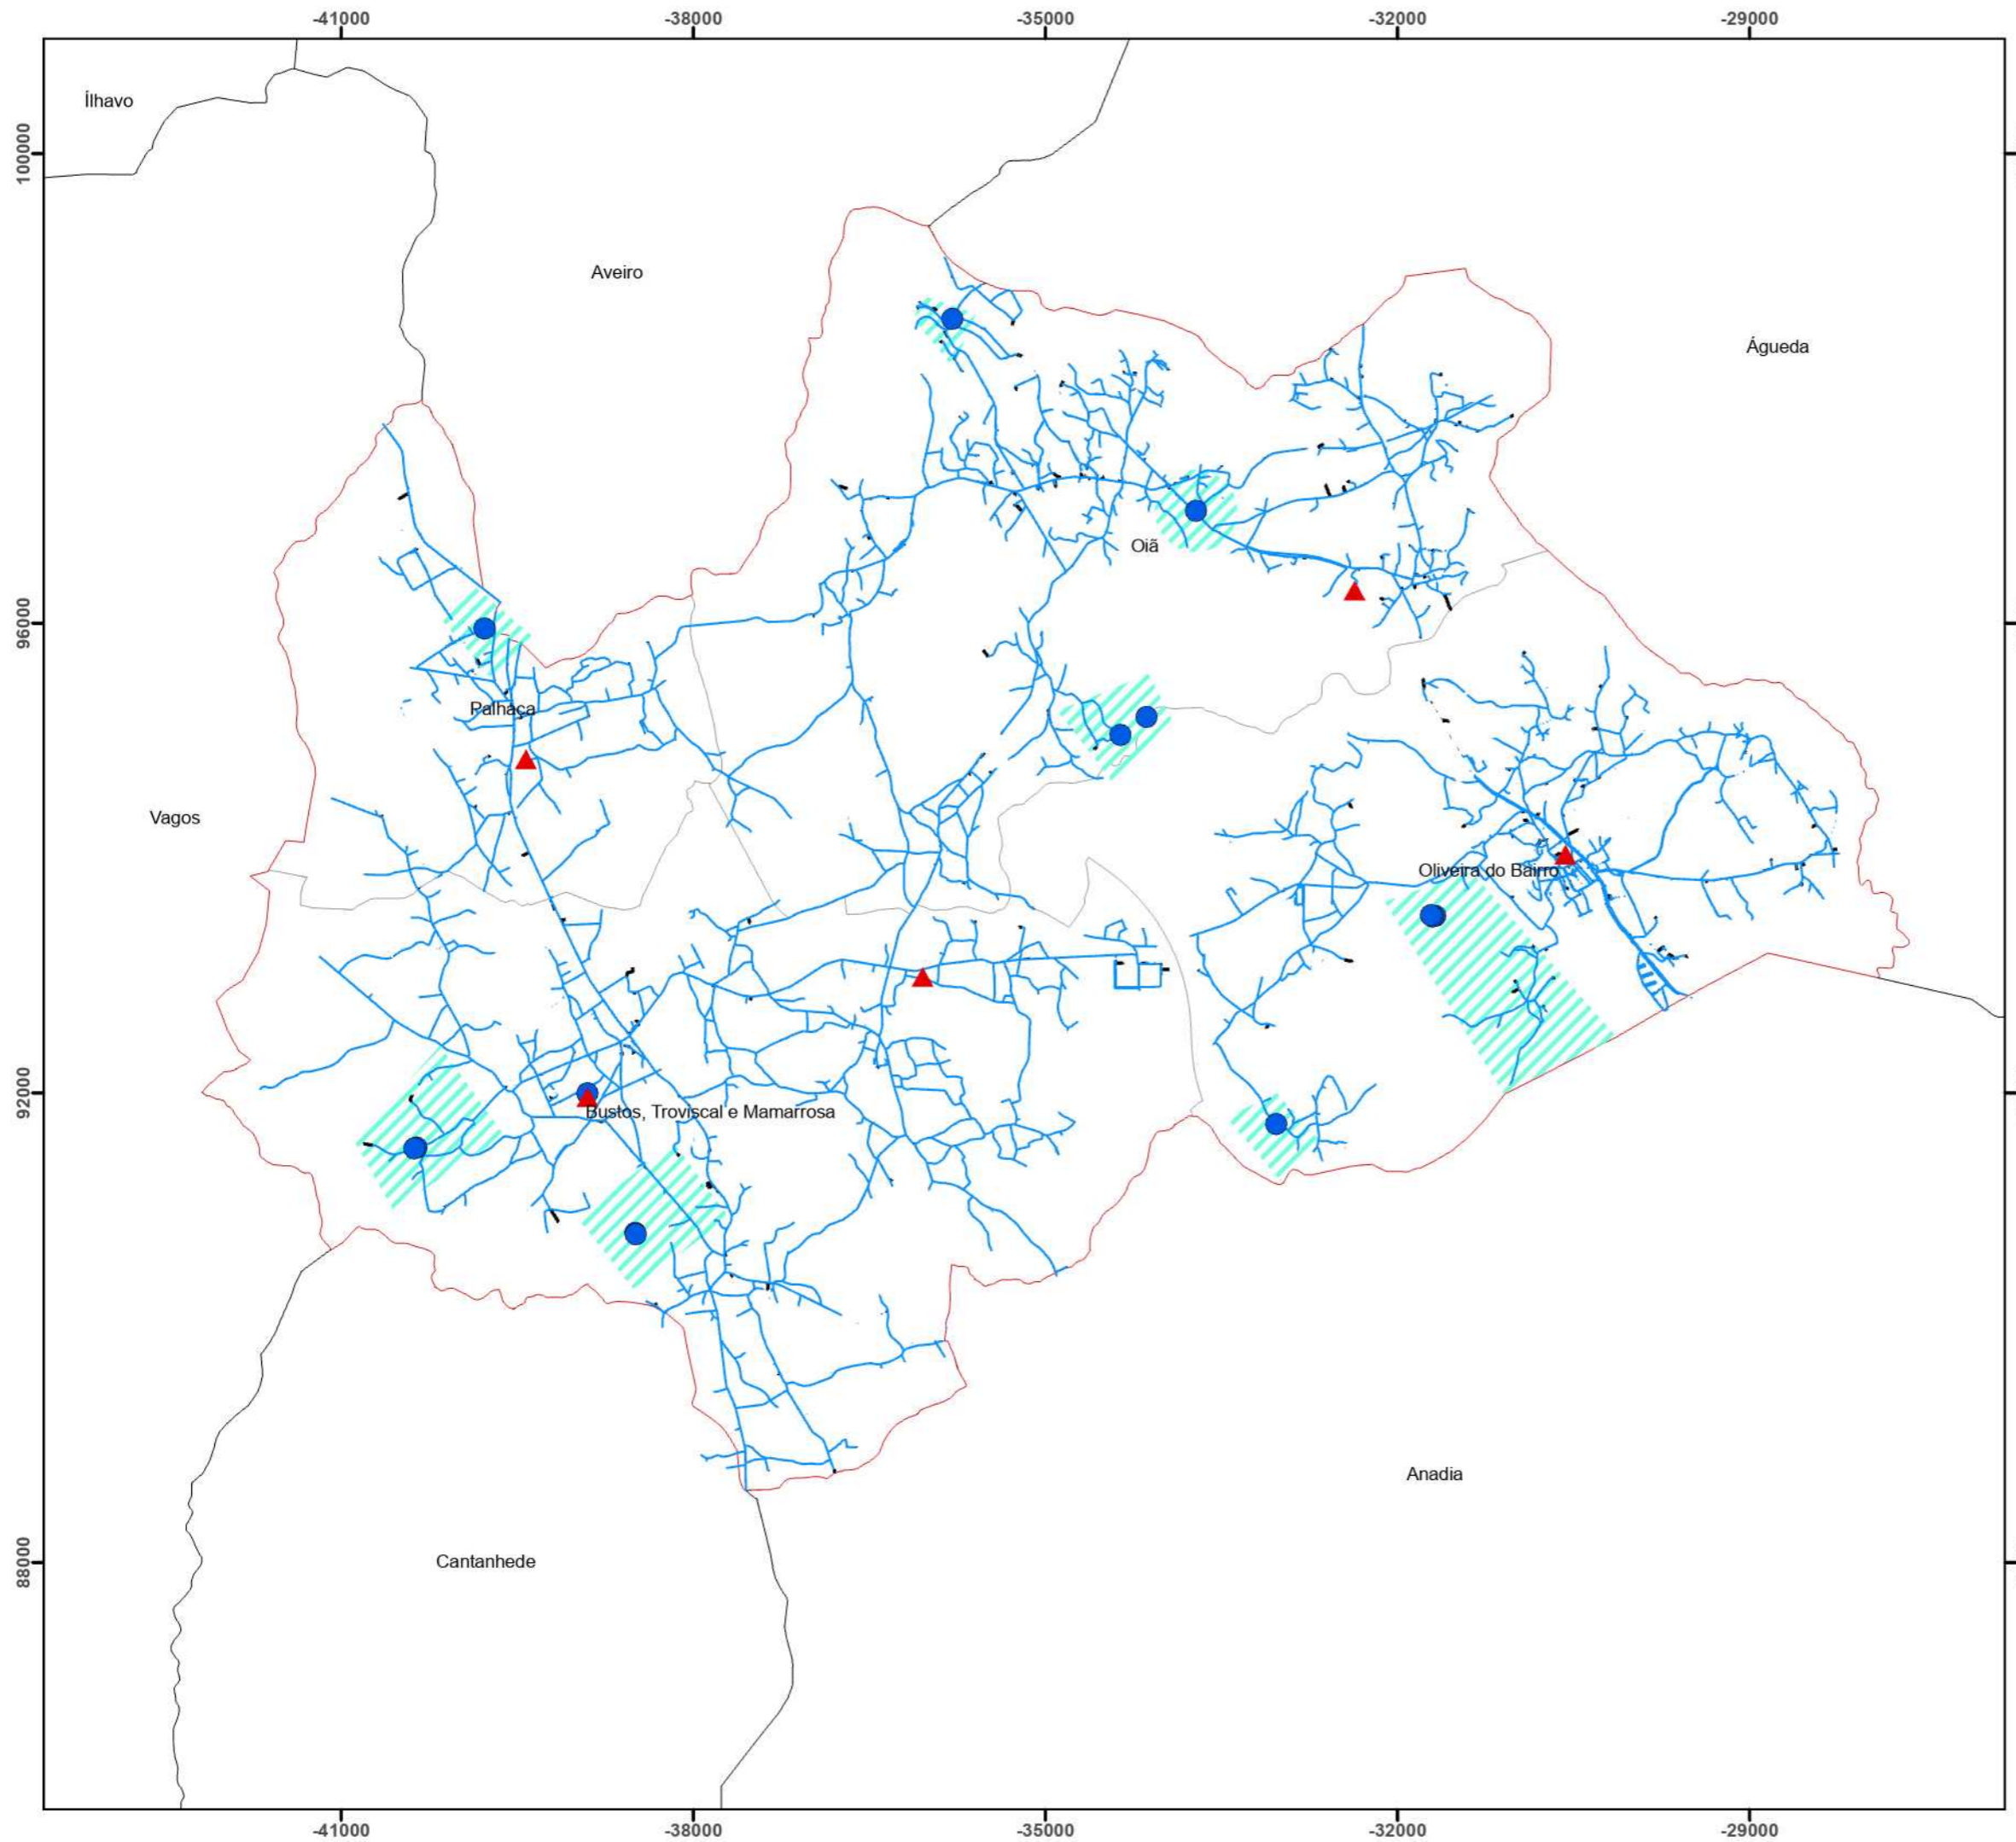 -41000 -38000 -35000 -32000 -29000
Ílhavo
100000
Aveiro
Águeda
Oiã
96000
Palhaça
Vagos
Oliveira do Bairro
92000
Bustos, Troviscal e Mamarrosa
Anadia
88000
Cantanhede
-41000 -38000 -35000 -32000 -29000